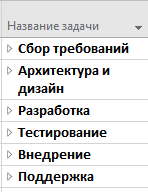 Название задачи
Сбор требований
Архитектура и
дизайн
Разработка
Тестирование
Внедрение
Поддержка